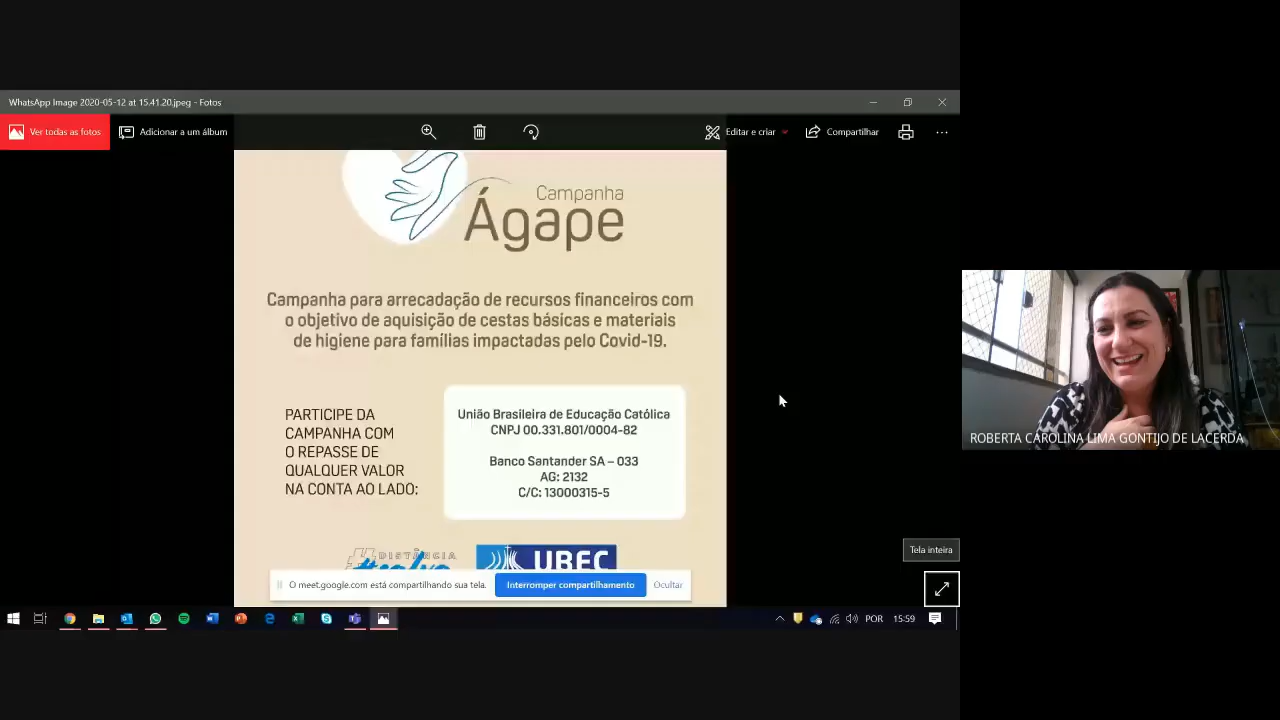 WhatsApp Image 2020-05-12 at 15.41.20.jpeg - Fotos
Ver todas as fotos
Adicionar a um álbum
Editar e criar
Compartilhar
Campanha
Ágape
Campanha para arrecadação de recursos financeiros com
o objetivo de aquisição de cestas básicas e materiais
de higiene para famílias impactadas pelo Covid-19.
PARTICIPE DA
CAMPANHA COM
O REPASSE DE
QUALQUER VALOR
NA CONTA AO LADO:
União Brasileira de Educação Católica
CNPJ 00.331.801/0004-82
Banco Santander SA – 033
AG: 2132
C/C: 13000315-5
DISTÂNCIA
UBEC
O meet.google.com está compartilhando sua tela.
Interromper compartilhamento
Ocultar
Tela inteira
POR
15:59
ROBERTA CAROLINA LIMA GONTIJO DE LACERDA